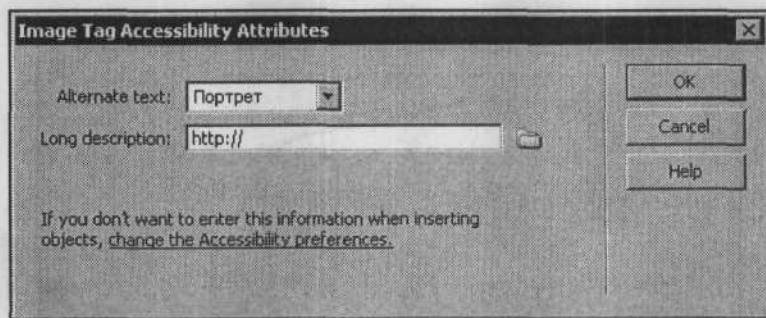 Image Tag Accessibility Attributes
Alternate text: Портрет
Long description: http://
OK
Cancel
Help
If you don't want to enter this information when inserting
objects, change the Accessibility preferences.